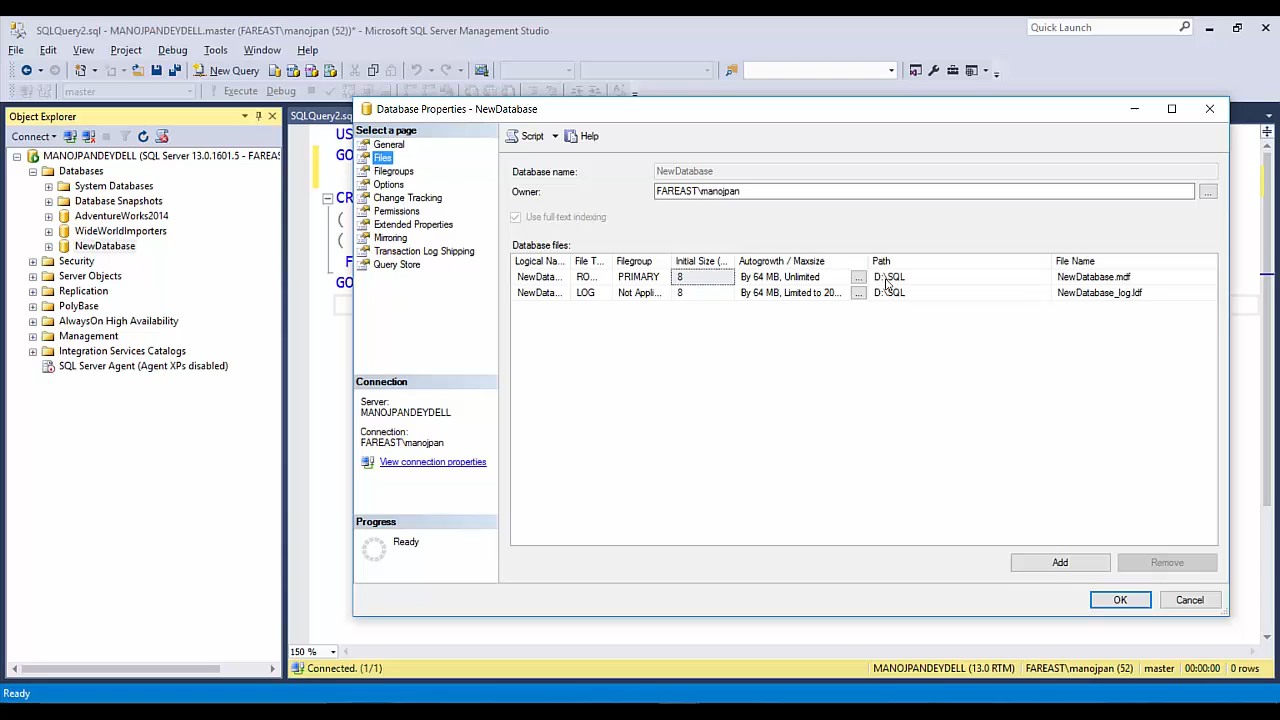 SQLQuery2.sql - MANOJPANDEYDELL.master (FAREAST\manojpan (52))* - Microsoft SQL Server Management Studio
Quick Launch
File Edit View Project Debug Tools Window Help
New Query
master Execute Debug
Object Explorer
Connect
MANOJPANDEYDELL (SQL Server 13.0.1601.5 - FAREAS
Databases
System Databases
Database Snapshots
AdventureWorks2014
WideWorldImporters
NewDatabase
Security
Server Objects
Replication
PolyBase
AlwaysOn High Availability
Management
Integration Services Catalogs
SQL Server Agent (Agent XPs disabled)
SQLQuery2.sq
US
GO
CR
(
(
F
GO
Database Properties - NewDatabase
Select a page
General
Files
Filegroups
Options
Change Tracking
Permissions
Extended Properties
Mirroring
Transaction Log Shipping
Query Store
Connection
Server:
MANOJPANDEYDELL
Connection:
FAREAST\manojpan
View connection properties
Progress
Ready
Script Help
Database name: NewDatabase
Owner: FAREAST\manojpan ...
Use full-text indexing
Database files:
Logical Na... File T... Filegroup Initial Size (... Autogrowth / Maxsize Path File Name
NewData... RO... PRIMARY 8 By 64 MB, Unlimited ... D:\SQL NewDatabase.mdf
NewData... LOG Not Appli... 8 By 64 MB, Limited to 20... ... D:\SQL NewDatabase_log.ldf
Add Remove
OK Cancel
150 %
Connected. (1/1) MANOJPANDEYDELL (13.0 RTM) FAREAST\manojpan (52) master 00:00:00 0 rows
Ready